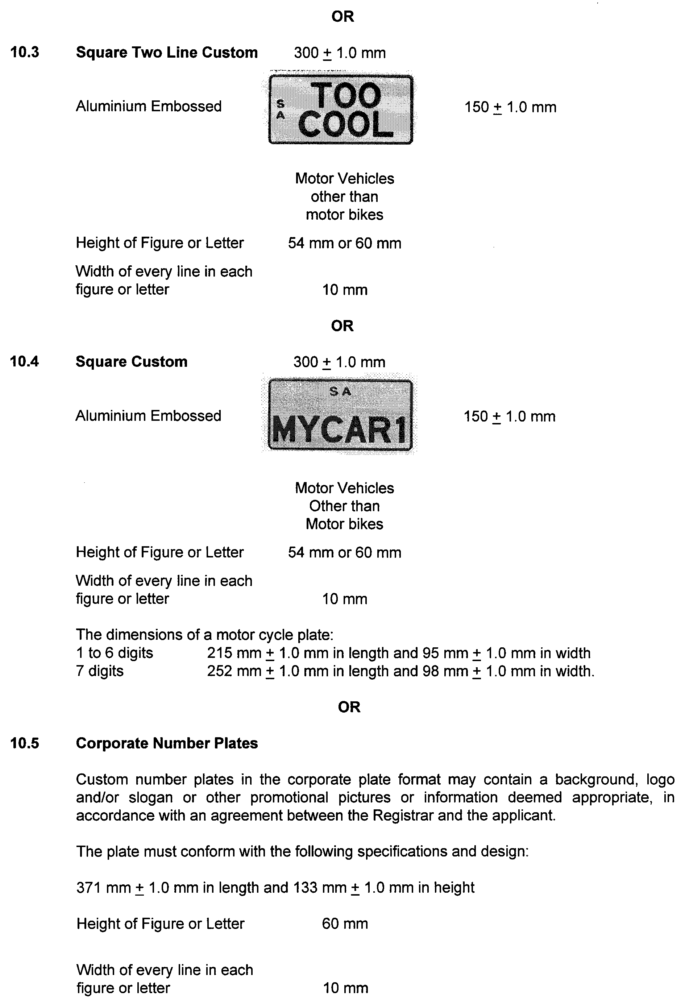 OR
10.3 Square Two Line Custom 300 ± 1.0 mm
TOO
Aluminium Embossed S 150 ± 1.0 mm
A COOL
Motor Vehicles
other than
motor bikes
Height of Figure or Letter 54 mm or 60 mm
Width of every line in each
figure or letter 10 mm
OR
10.4 Square Custom 300 ± 1.0 mm
S A
Aluminium Embossed 150 ± 1.0 mm
MYCAR1
Motor Vehicles
Other than
Motor bikes
Height of Figure or Letter 54 mm or 60 mm
Width of every line in each
figure or letter 10 mm
The dimensions of a motor cycle plate:
1 to 6 digits 215 mm ± 1.0 mm in length and 95 mm ± 1.0 mm in width
7 digits 252 mm ± 1.0 mm in length and 98 mm ± 1.0 mm in width.
OR
10.5 Corporate Number Plates
Custom number plates in the corporate plate format may contain a background, logo
and/or slogan or other promotional pictures or information deemed appropriate, in
accordance with an agreement between the Registrar and the applicant.
The plate must conform with the following specifications and design:
371 mm ± 1.0 mm in length and 133 mm ± 1.0 mm in height
Height of Figure or Letter 60 mm
Width of every line in each
figure or letter 10 mm